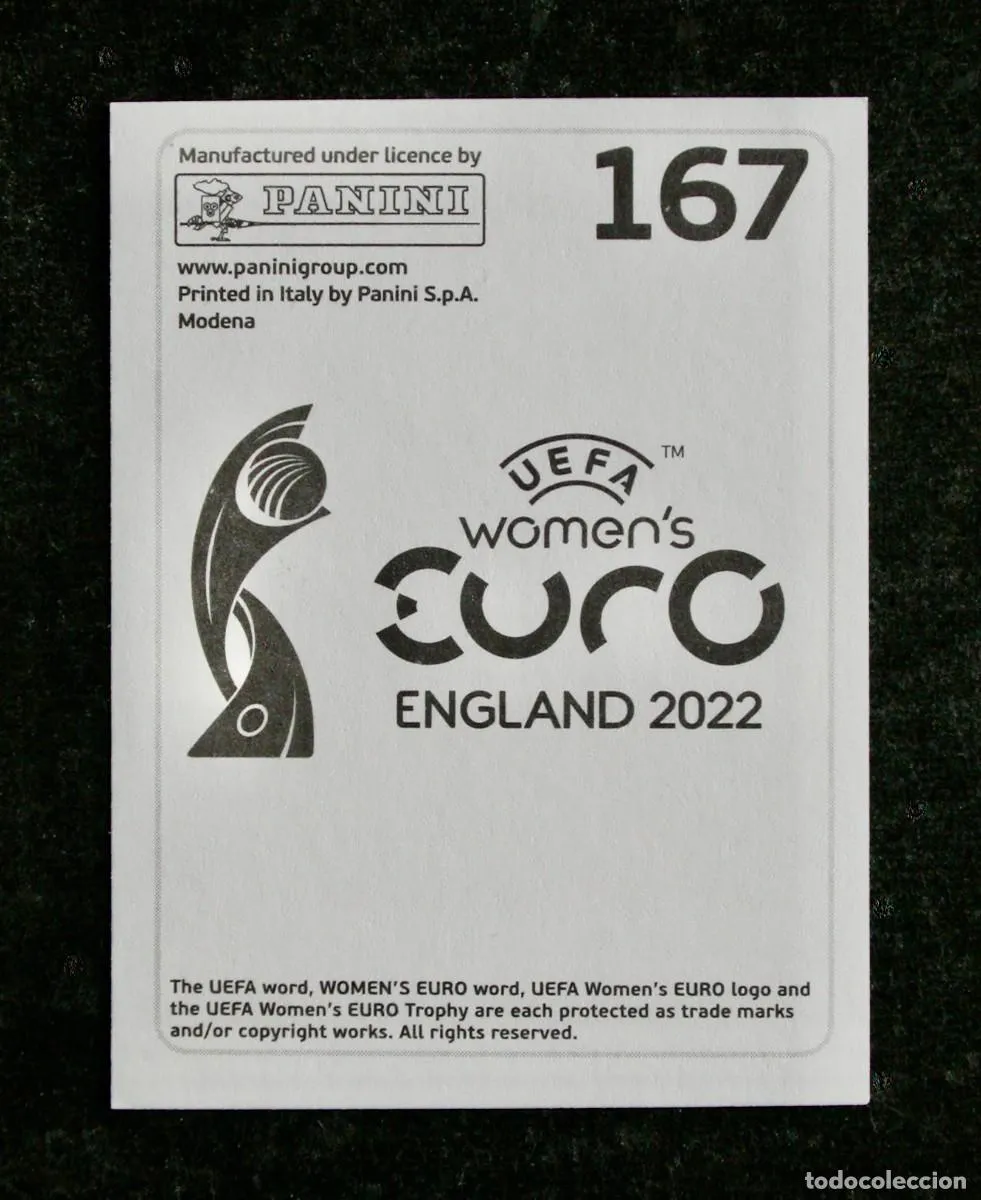 Manufactured under licence by
PANINI
167
www.paninigroup.com
Printed in Italy by Panini S.p.A.
Modena
UEFA TM
women's
EURO
ENGLAND 2022
The UEFA word, WOMEN'S EURO word, UEFA Women's EURO logo and
the UEFA Women's EURO Trophy are each protected as trade marks
and/or copyright works. All rights reserved.
todocoleccion